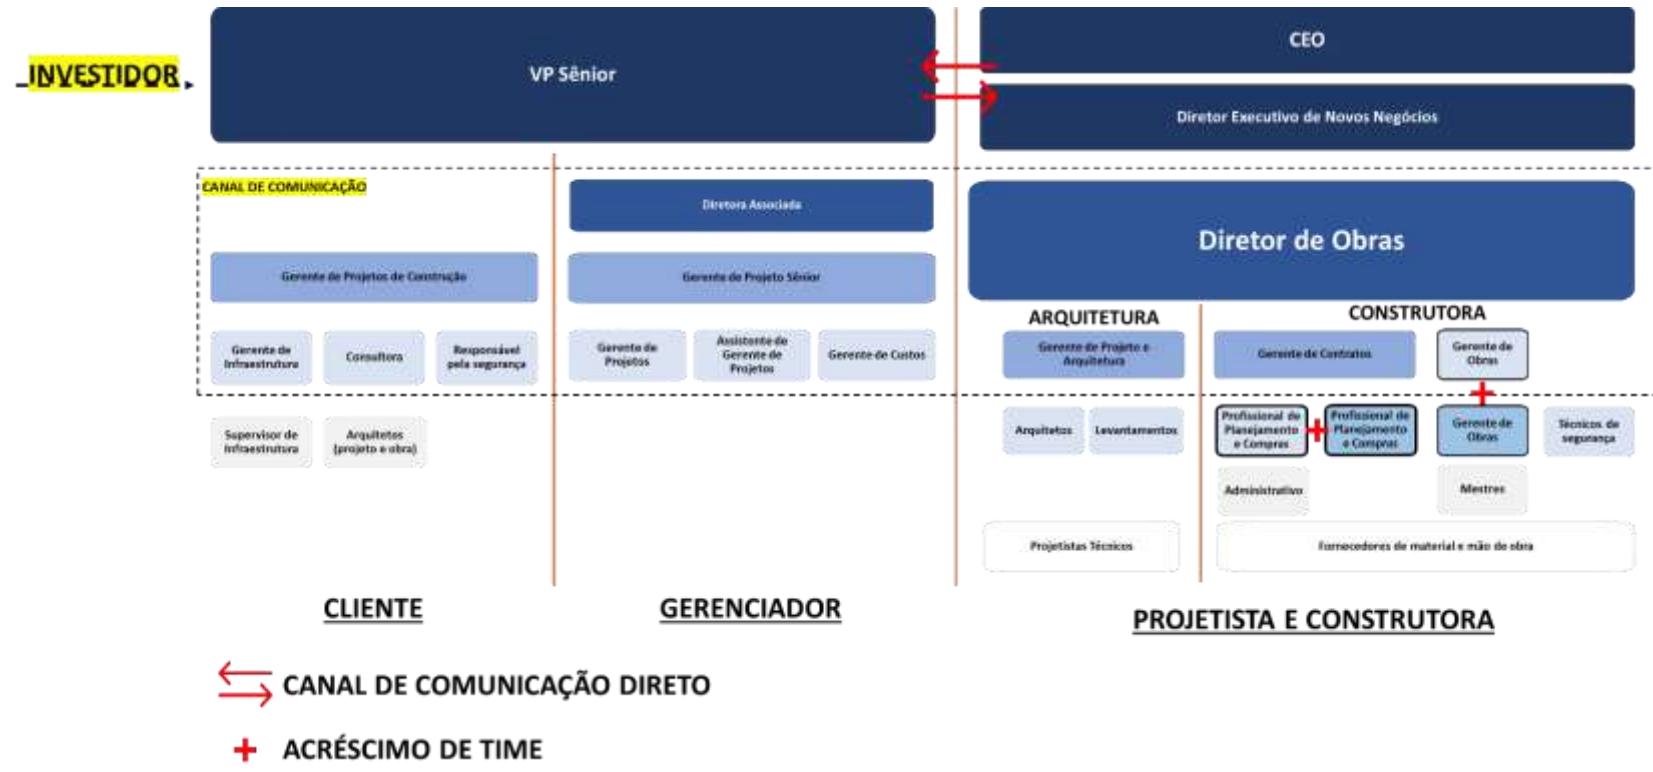 INVESTIDOR
VP Sênior
CEO
Diretor Executivo de Novos Negócios
CANAL DE COMUNICAÇÃO
Diretora Associada
Diretor de Obras
Gerente de Projetos de Construção
Gerente de Projeto Sênior
ARQUITETURA
CONSTRUTORA
Gerente de
Infraestrutura
Consultora
Responsável
pela segurança
Gerente de
Projetos
Assistente de
Gerente de
Projetos
Gerente de Custos
Gerente de Projeto e
Arquitetura
Gerente de Contratos
Gerente de
Obras
Supervisor de
Infraestrutura
Arquitetos
(projeto e obra)
Arquitetos
Levantamentos
Profissional de
Planejamento
e Compras
Profissional de
Planejamento
e Compras
Gerente de
Obras
Técnicos de
segurança
Administrativo
Mestres
Projetistas Técnicos
Fornecedores de material e mão de obra
CLIENTE
GERENCIADOR
PROJETISTA E CONSTRUTORA
CANAL DE COMUNICAÇÃO DIRETO
+ ACRÉSCIMO DE TIME